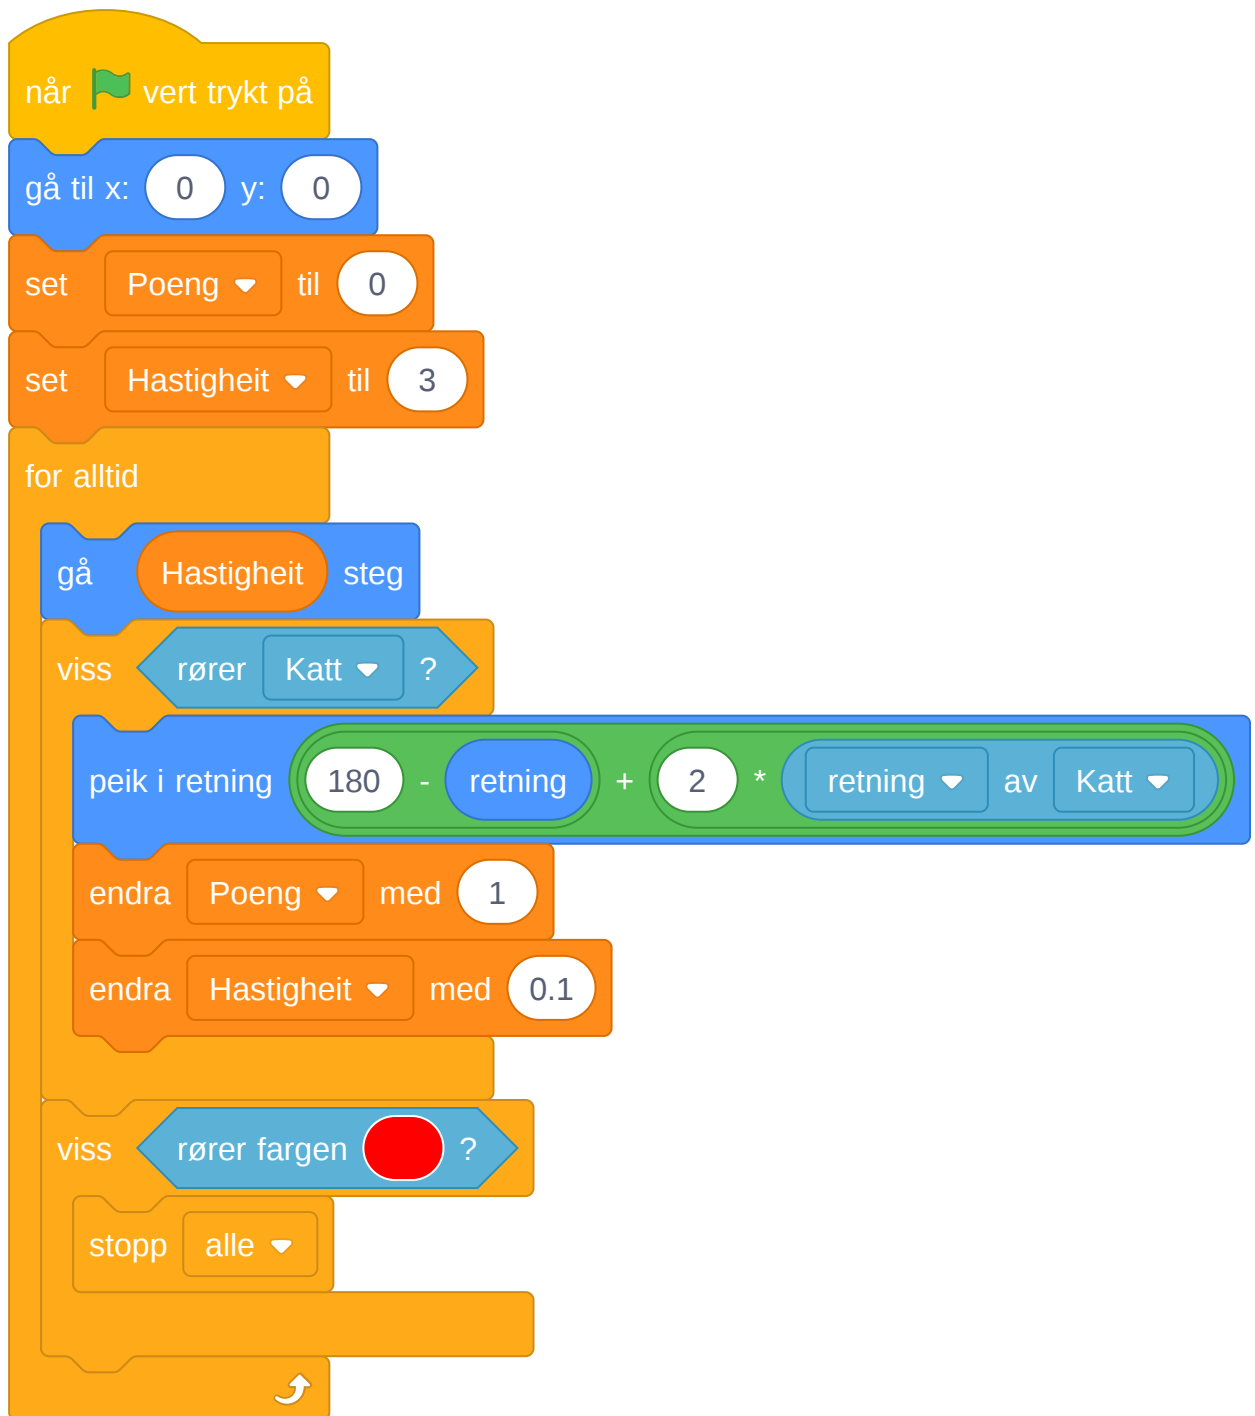 når vert trykt på
gå til x: 0 y: 0
set Poeng til 0
set Hastigheit til 3
for alltid
gå Hastigheit steg
viss rører Katt ?
peik i retning 180 - retning + 2 * retning av Katt
endra Poeng med 1
endra Hastigheit med 0.1
viss rører fargen ?
stopp alle